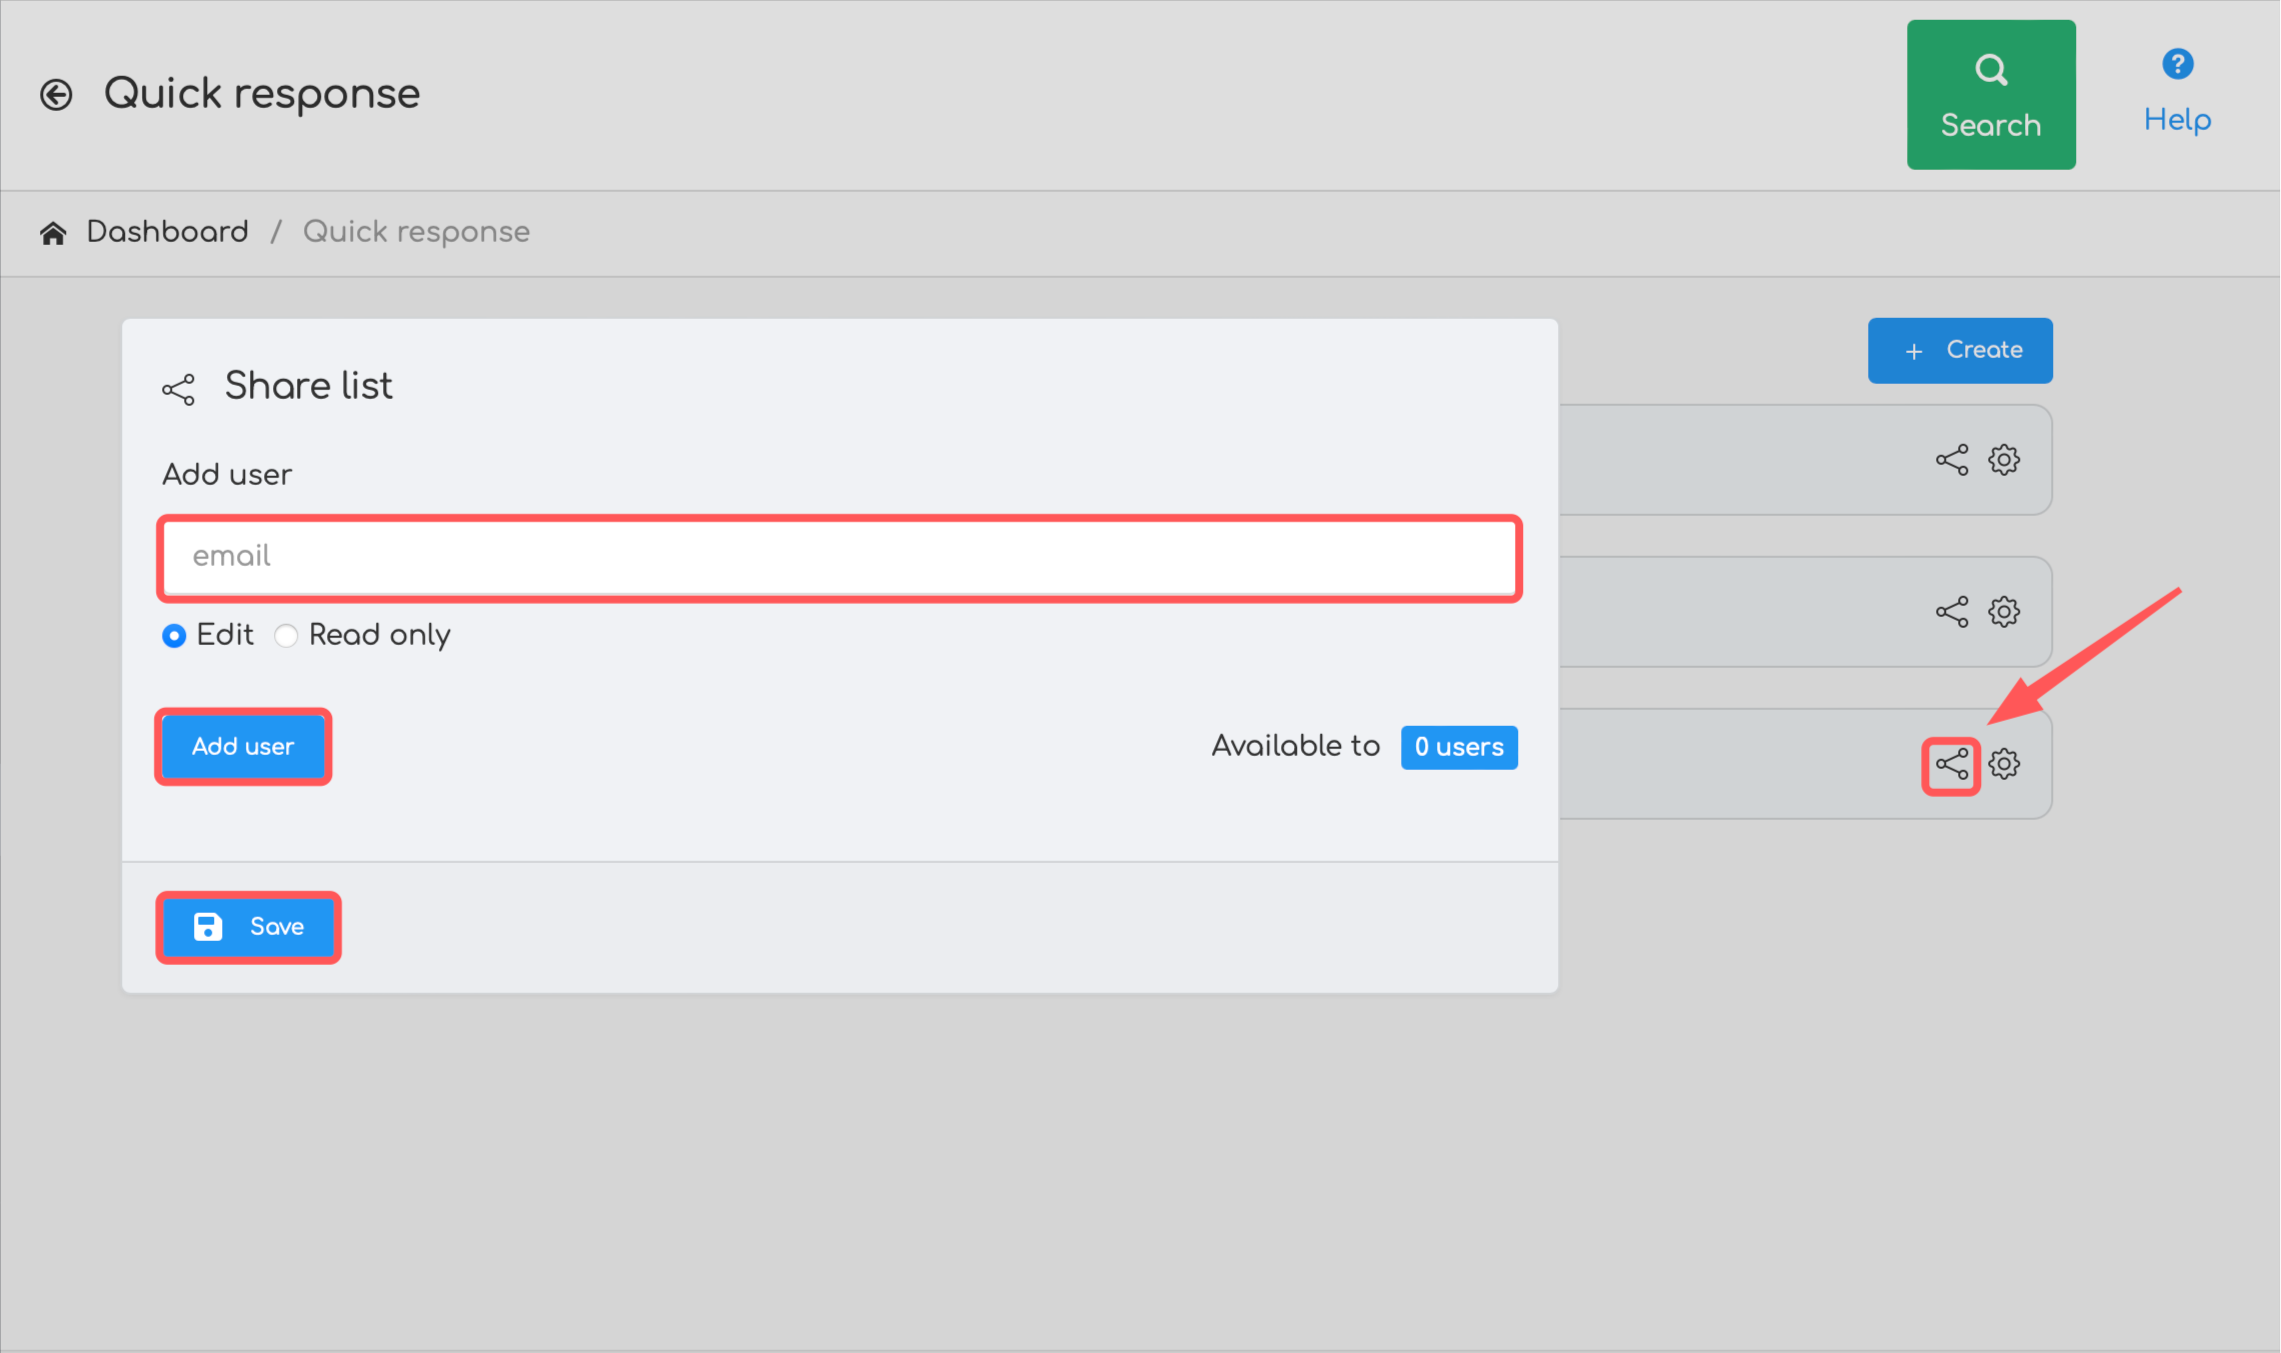 Quick response
Search
Help
Dashboard / Quick response
+ Create
Share list
Add user
email
Edit Read only
Add user
Available to 0 users
Save